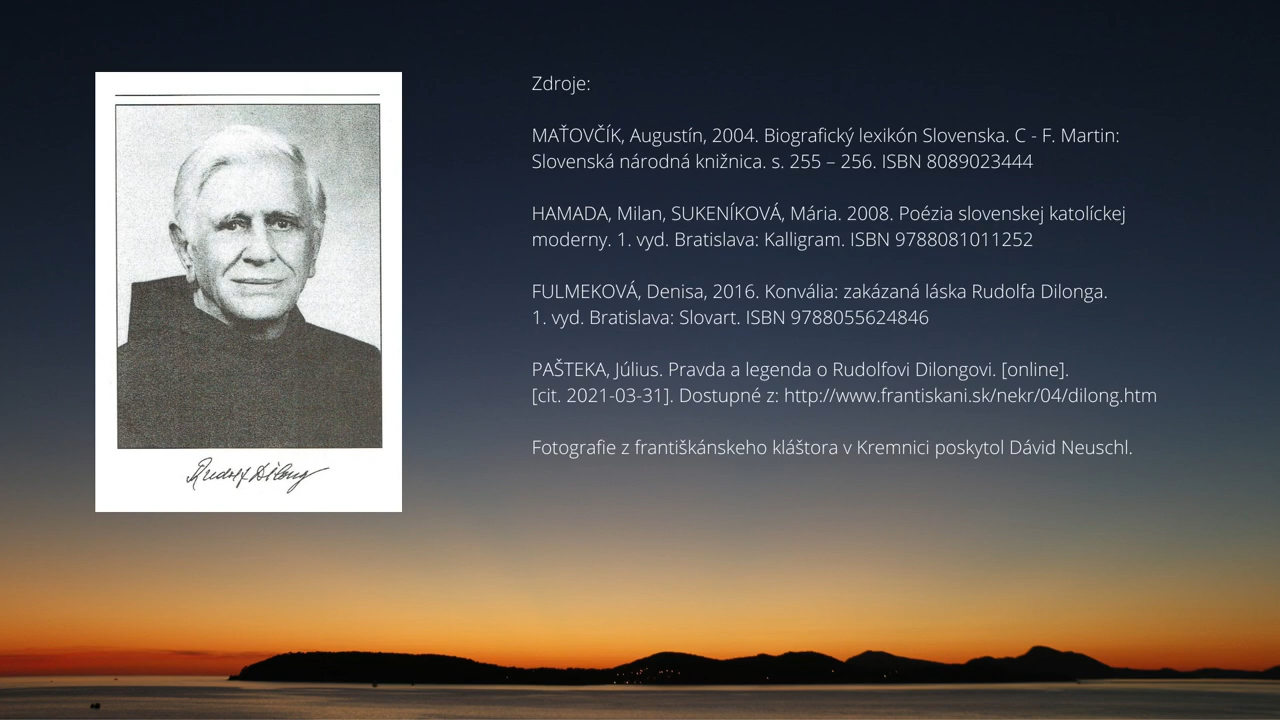 Zdroje:
MAŤOVČÍK, Augustín, 2004. Biografický lexikón Slovenska. C - F. Martin:
Slovenská národná knižnica. s. 255 – 256. ISBN 8089023444
HAMADA, Milan, SUKENÍKOVÁ, Mária. 2008. Poézia slovenskej katolíckej
moderny. 1. vyd. Bratislava: Kalligram. ISBN 9788081011252
FULMEKOVÁ, Denisa, 2016. Konvália: zakázaná láska Rudolfa Dilonga.
1. vyd. Bratislava: Slovart. ISBN 9788055624846
PAŠTEKA, Július. Pravda a legenda o Rudolfovi Dilongovi. [online].
[cit. 2021-03-31]. Dostupné z: http://www.frantiskani.sk/nekr/04/dilong.htm
Fotografie z františkánskeho kláštora v Kremnici poskytol Dávid Neuschl.
Rudolf Dilong